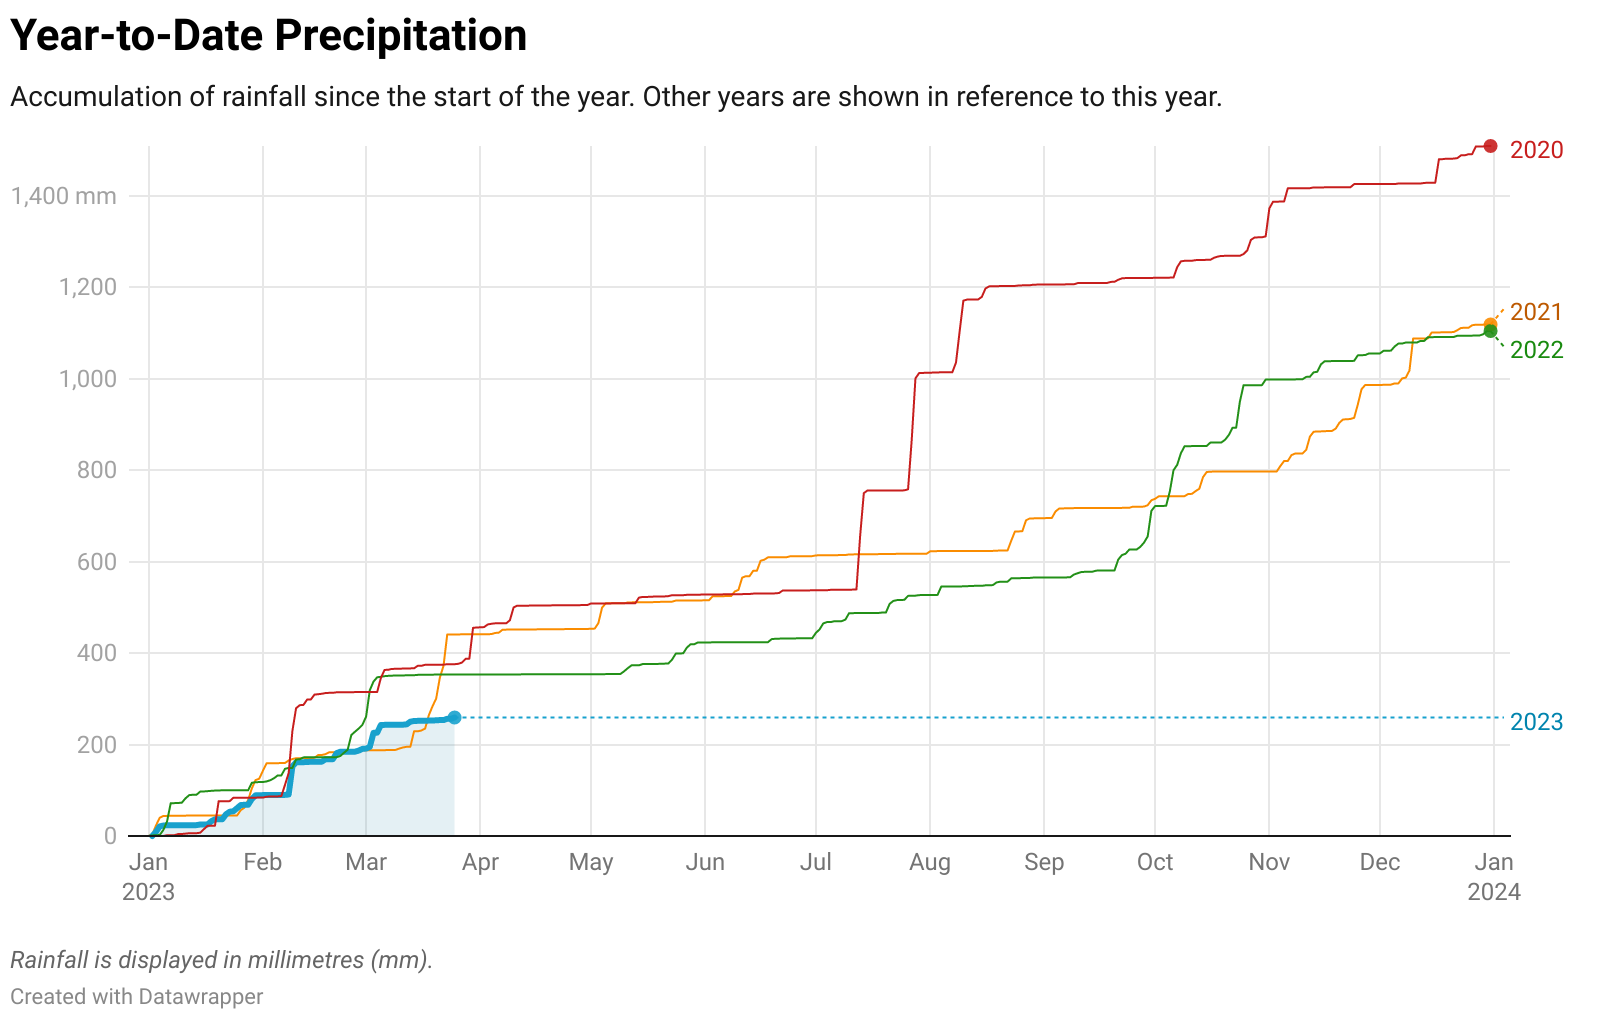 Year-to-Date Precipitation
Accumulation of rainfall since the start of the year. Other years are shown in reference to this year.
2020
1,400 mm
1,200
2021
2022
1,000
800
600
400
2023
200
0
Jan Feb Mar Apr May Jun Jul Aug Sep Oct Nov Dec Jan
2023 2024
Rainfall is displayed in millimetres (mm).
Created with Datawrapper